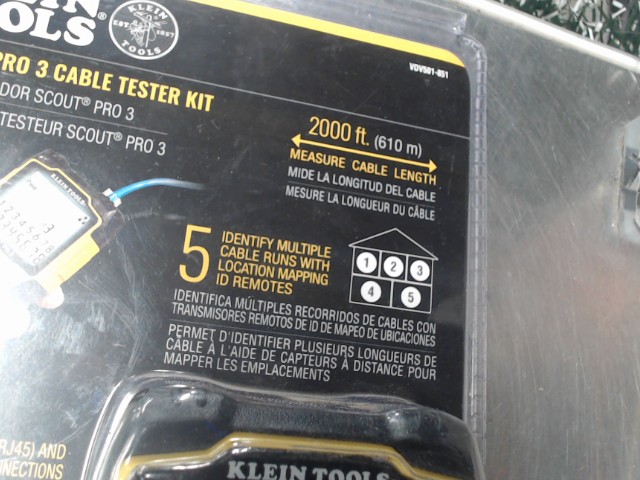 KLEIN
TOOLS®
KLEIN
EST. 1857
TOOLS
VDV501-851
PRO 3 CABLE TESTER KIT
DOR SCOUT® PRO 3
TESTEUR SCOUT® PRO 3
2000 ft. (610 m)
MEASURE CABLE LENGTH
MIDE LA LONGITUD DEL CABLE
MESURE LA LONGUEUR DU CÂBLE
KLEIN TOOLS
5 IDENTIFY MULTIPLE
CABLE RUNS WITH
LOCATION MAPPING
ID REMOTES
1 2 3
4 5
IDENTIFICA MÚLTIPLES RECORRIDOS DE CABLES CON
TRANSMISORES REMOTOS DE ID DE MAPEO DE UBICACIONES
PERMET D'IDENTIFIER PLUSIEURS LONGUEURS DE
CÂBLE À L'AIDE DE CAPTEURS À DISTANCE POUR
MAPPER LES EMPLACEMENTS
RJ45) AND
NNECTIONS
KLEIN TOOLS